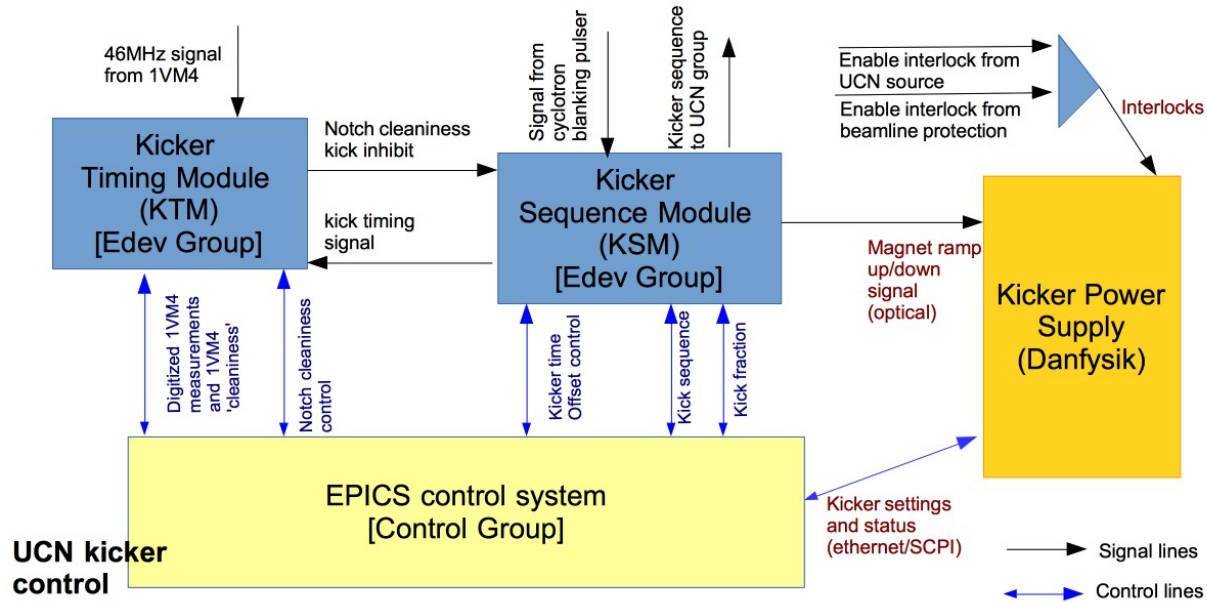 46MHz signal
from 1VM4
Signal from
cyclotron
blanking pulser
Kicker sequence
to UCN group
Enable interlock from
UCN source
Enable interlock from
beamline protection
Interlocks
Kicker
Timing Module
(KTM)
[Edev Group]
Notch cleaniness
kick inhibit
kick timing
signal
Kicker
Sequence Module
(KSM)
[Edev Group]
Magnet ramp
up/down
signal
(optical)
Kicker Power
Supply
(Danfysik)
Digitized 1VM4
measurements
and 1VM4
'cleaniness'
Notch cleaniness
control
Kicker time
Offset control
Kick sequence
Kick fraction
EPICS control system
[Control Group]
Kicker settings
and status
(ethernet/SCPI)
UCN kicker
control
Signal lines
Control lines